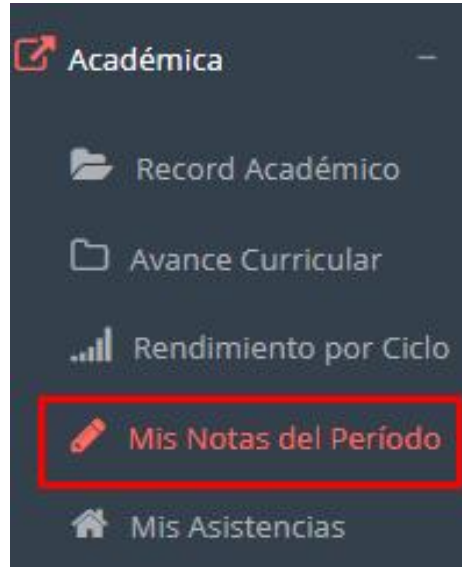 Académica
Record Académico
Avance Curricular
Rendimiento por Ciclo
Mis Notas del Período
Mis Asistencias